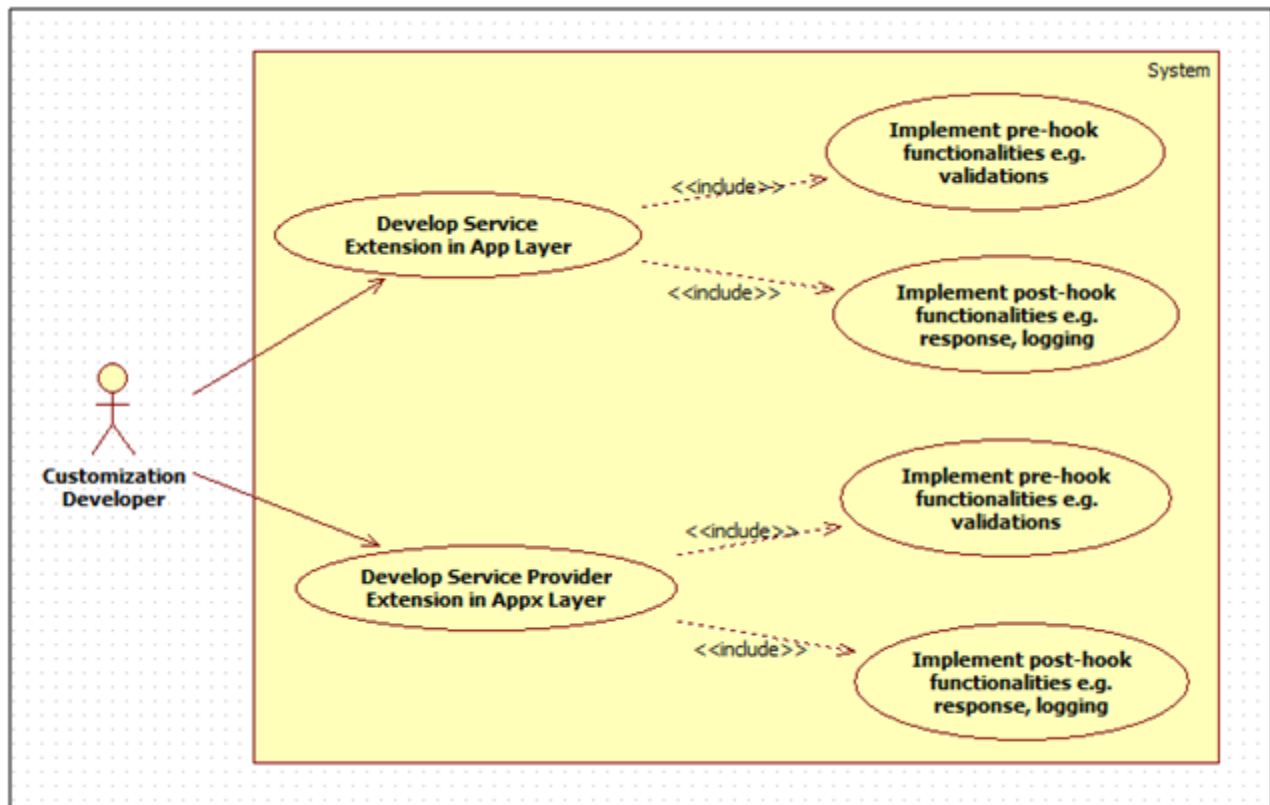 System
Implement pre-hook
functionalities e.g.
validations
<<include>>
Develop Service
Extension in App Layer
<<include>>
Implement post-hook
functionalities e.g.
response, logging
Customization
Developer
Implement pre-hook
functionalities e.g.
validations
<<include>>
Develop Service Provider
Extension in Appx Layer
<<include>>
Implement post-hook
functionalities e.g.
response, logging